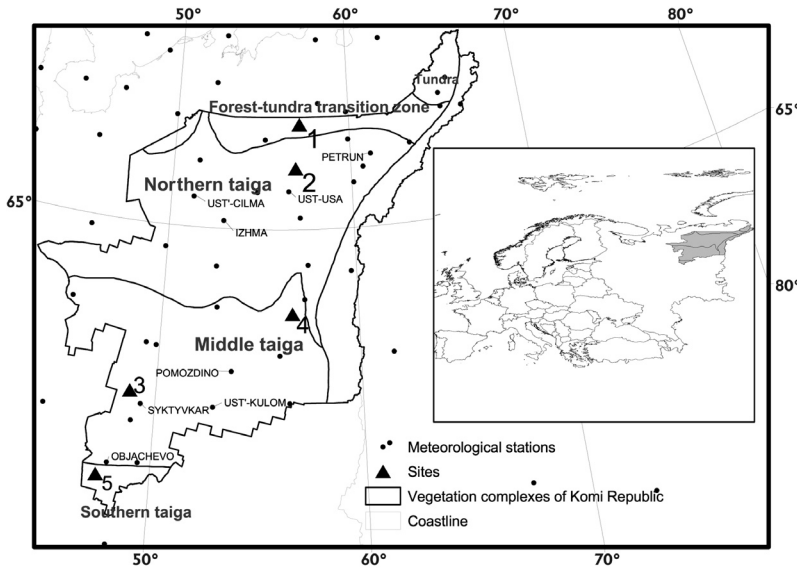 50°
60°
70°
80°
Tundra
Forest-tundra transition zone
65°
1
PETRUN
2
Northern taiga
65°
UST'-CILMA
UST-USA
IZHMA
80°
4
Middle taiga
POMOZDINO
3
SYKTYVKAR
UST'-KULOM
OBJACHEVO
5
Southern taiga
Meteorological stations
Sites
Vegetation complexes of Komi Republic
Coastline
50°
60°
70°